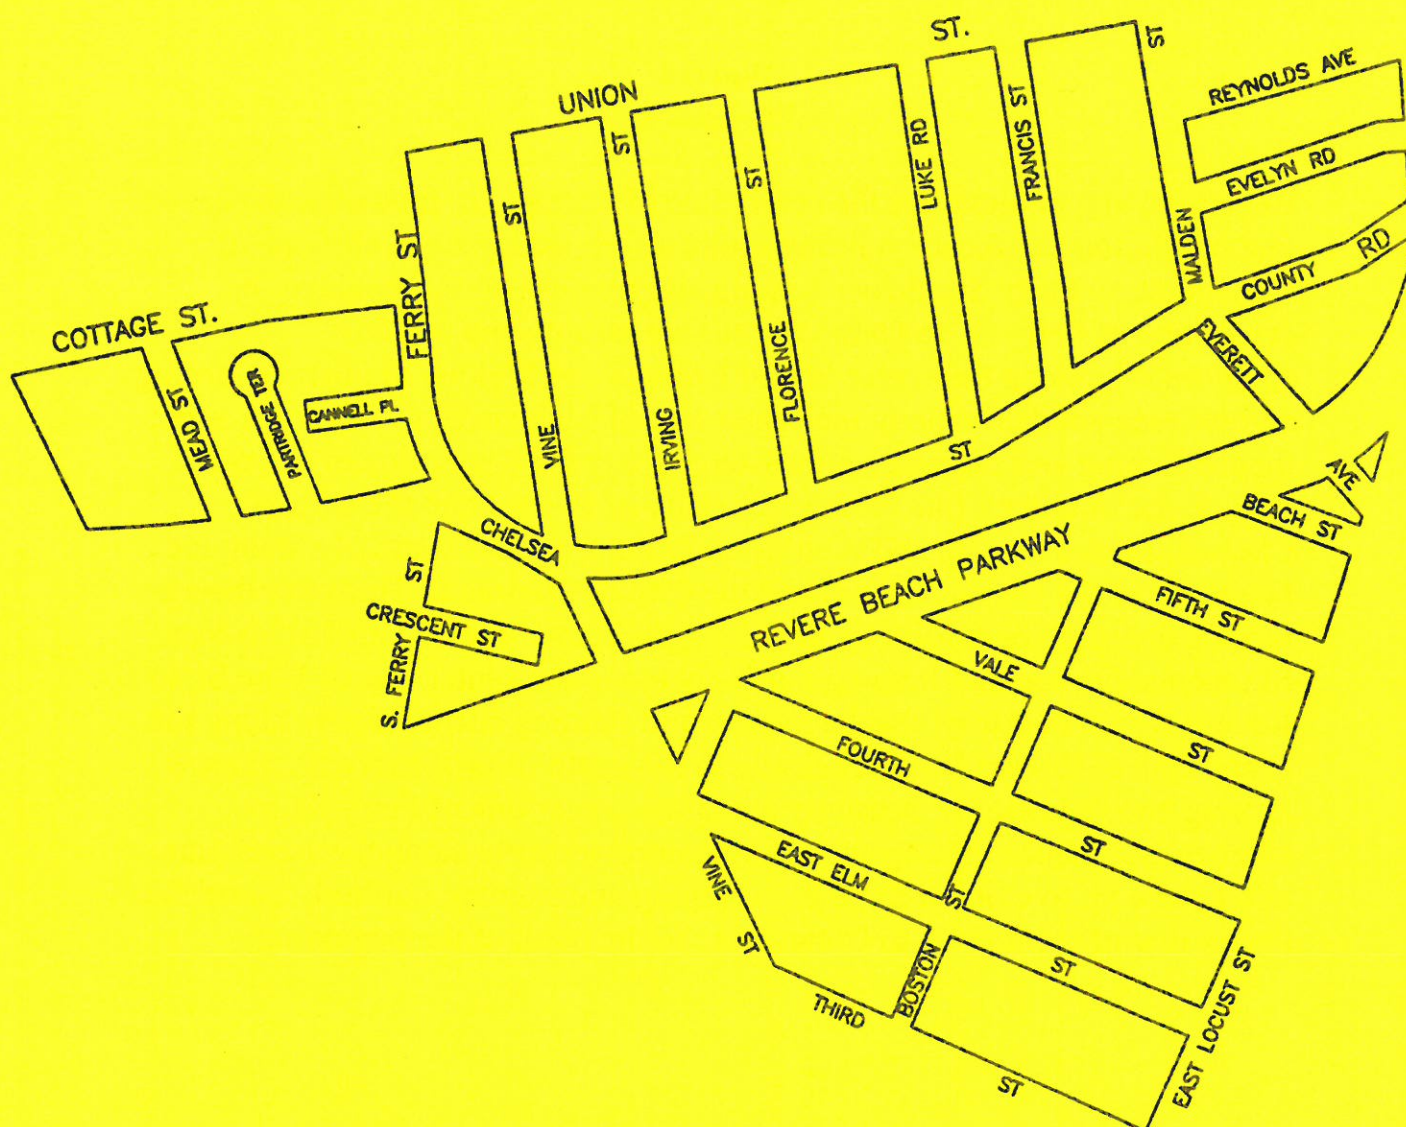 UNION ST.
REYNOLDS AVE
EVELYN RD
COUNTY RD
MALDEN ST
FRANCIS ST
LUKE RD
FLORENCE ST
IRVING ST
VINE ST
FERRY ST
COTTAGE ST.
MEAD ST
PARTRIDGE TER
CANNELL PL
CHELSEA ST
EVERETT AVE
CRESCENT ST
S. FERRY ST
REVERE BEACH PARKWAY
BEACH ST
FIFTH ST
VALE ST
FOURTH ST
EAST ELM ST
VINE ST
THIRD ST
BOSTON ST
EAST LOCUST ST